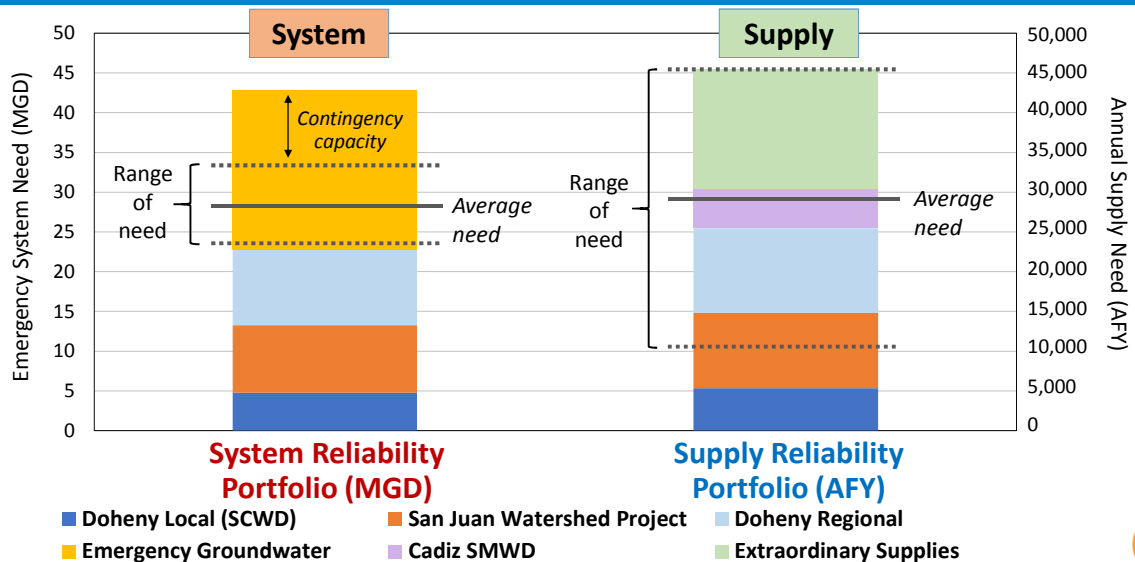 System
Supply
Emergency System Need (MGD)
50
45
40
35
30
25
20
15
10
5
0
Contingency
capacity
Range
of
need
Average
need
Range
of
need
Average
need
50,000
45,000
40,000
35,000
30,000
25,000
20,000
15,000
10,000
5,000
0
Annual Supply Need (AFY)
System Reliability
Portfolio (MGD)
Supply Reliability
Portfolio (AFY)
Doheny Local (SCWD)
San Juan Watershed Project
Doheny Regional
Emergency Groundwater
Cadiz SMWD
Extraordinary Supplies